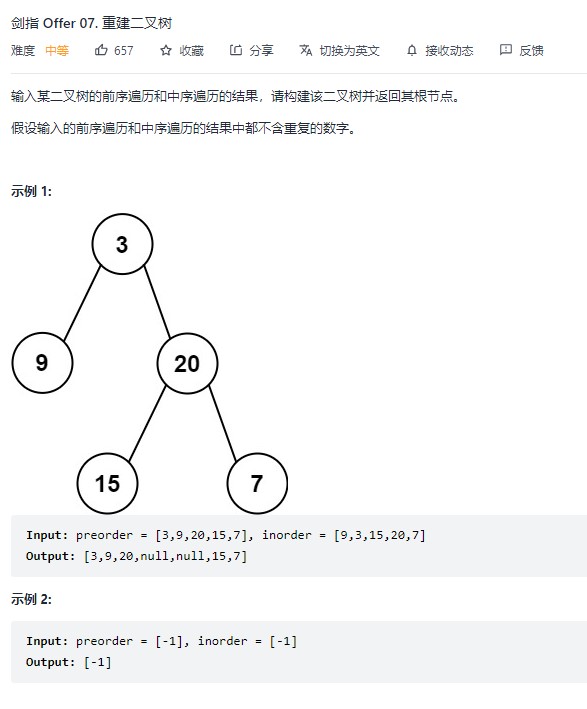 剑指 Offer 07. 重建二叉树
难度 中等 657 收藏 分享 切换为英文 接收动态 反馈
输入某二叉树的前序遍历和中序遍历的结果，请构建该二叉树并返回其根节点。
假设输入的前序遍历和中序遍历的结果中都不含重复的数字。
示例 1:
3
9 20
15 7
Input: preorder = [3,9,20,15,7], inorder = [9,3,15,20,7]
Output: [3,9,20,null,null,15,7]
示例 2:
Input: preorder = [-1], inorder = [-1]
Output: [-1]